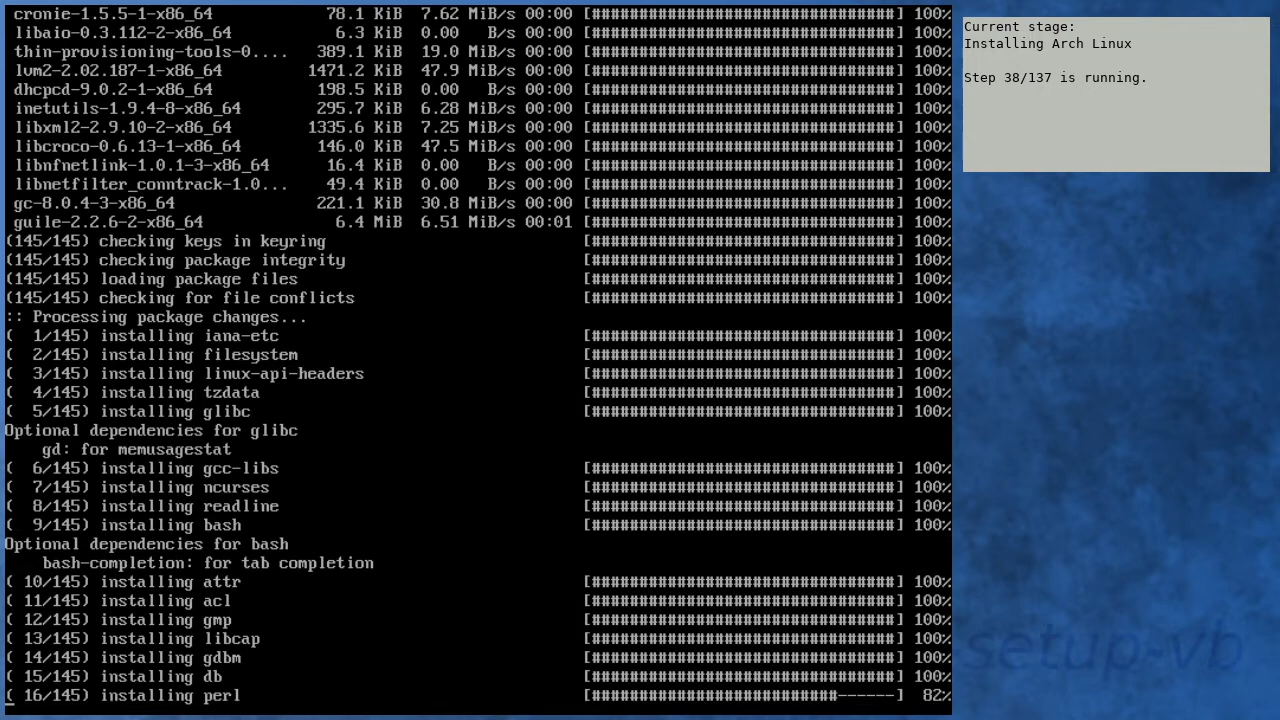 cronie-1.5.5-1-x86_64 78.1 KiB 7.62 MiB/s 00:00 [################################] 100%
libaio-0.3.112-2-x86_64 6.3 KiB 0.00 B/s 00:00 [################################] 100%
thin-provisioning-tools-0.... 389.1 KiB 19.0 MiB/s 00:00 [################################] 100%
lvm2-2.02.187-1-x86_64 1471.2 KiB 47.9 MiB/s 00:00 [################################] 100%
dhcpcd-9.0.2-1-x86_64 198.5 KiB 0.00 B/s 00:00 [################################] 100%
inetutils-1.9.4-8-x86_64 295.7 KiB 6.28 MiB/s 00:00 [################################] 100%
libxml2-2.9.10-2-x86_64 1335.6 KiB 7.25 MiB/s 00:00 [################################] 100%
libcroco-0.6.13-1-x86_64 146.0 KiB 47.5 MiB/s 00:00 [################################] 100%
libnfnetlink-1.0.1-3-x86_64 16.4 KiB 0.00 B/s 00:00 [################################] 100%
libnetfilter_conntrack-1.0... 49.4 KiB 0.00 B/s 00:00 [################################] 100%
gc-8.0.4-3-x86_64 221.1 KiB 30.8 MiB/s 00:00 [################################] 100%
guile-2.2.6-2-x86_64 6.4 MiB 6.51 MiB/s 00:01 [################################] 100%
(145/145) checking keys in keyring [################################] 100%
(145/145) checking package integrity [################################] 100%
(145/145) loading package files [################################] 100%
(145/145) checking for file conflicts [################################] 100%
:: Processing package changes...
( 1/145) installing iana-etc [################################] 100%
( 2/145) installing filesystem [################################] 100%
( 3/145) installing linux-api-headers [################################] 100%
( 4/145) installing tzdata [################################] 100%
( 5/145) installing glibc [################################] 100%
Optional dependencies for glibc
gd: for memusagestat
( 6/145) installing gcc-libs [################################] 100%
( 7/145) installing ncurses [################################] 100%
( 8/145) installing readline [################################] 100%
( 9/145) installing bash [################################] 100%
Optional dependencies for bash
bash-completion: for tab completion
( 10/145) installing attr [################################] 100%
( 11/145) installing acl [################################] 100%
( 12/145) installing gmp [################################] 100%
( 13/145) installing libcap [################################] 100%
( 14/145) installing gdbm [################################] 100%
( 15/145) installing db [################################] 100%
( 16/145) installing perl [##########################------] 82%
Current stage:
Installing Arch Linux
Step 38/137 is running.
setup-vb